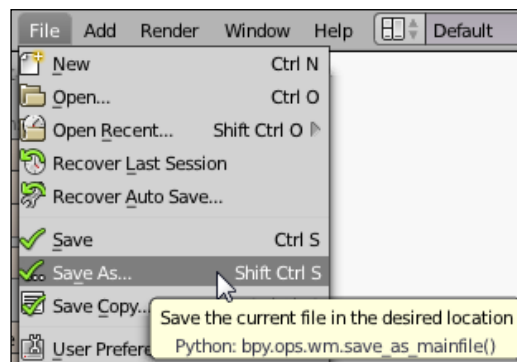 File Add Render Window Help Default
New Ctrl N
Open... Ctrl O
Open Recent... Shift Ctrl O
Recover Last Session
Recover Auto Save...
Save Ctrl S
Save As... Shift Ctrl S
Save Copy...
Save the current file in the desired location
Python: bpy.ops.wm.save_as_mainfile()
User Prefere